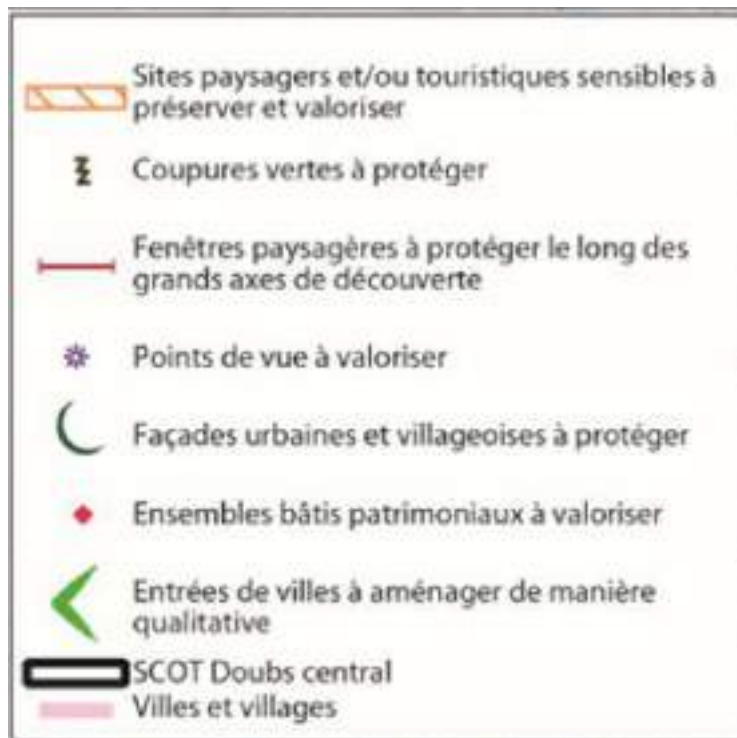 Sites paysagers et/ou touristiques sensibles à
préserver et valoriser
Coupures vertes à protéger
Fenêtres paysagères à protéger le long des
grands axes de découverte
Points de vue à valoriser
Façades urbaines et villageoises à protéger
Ensembles bâtis patrimoniaux à valoriser
Entrées de villes à aménager de manière
qualitative
SCOT Doubs central
Villes et villages